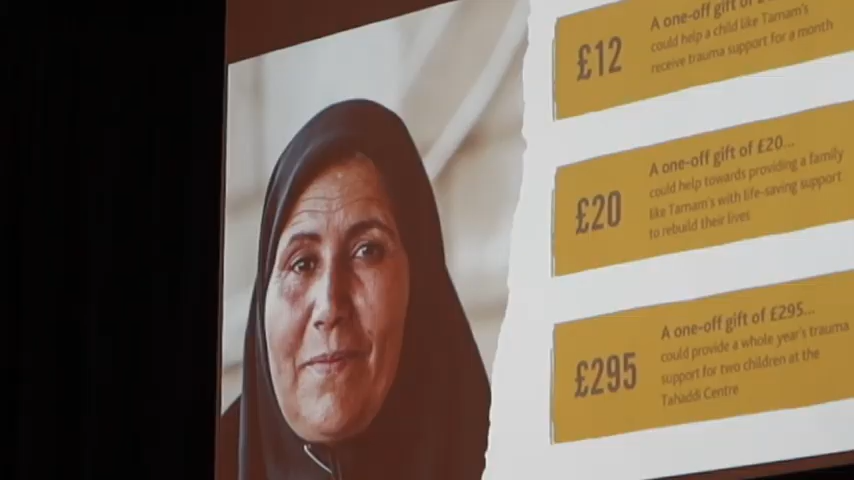 £12
A one-off gift of
could help a child like Tamam's
receive trauma support for a month
£20
A one-off gift of £20...
could help towards providing a family
like Tamam's with life-saving support
to rebuild their lives
£295
A one-off gift of £295...
could provide a whole year's trauma
support for two children at the
Tahaddi Centre